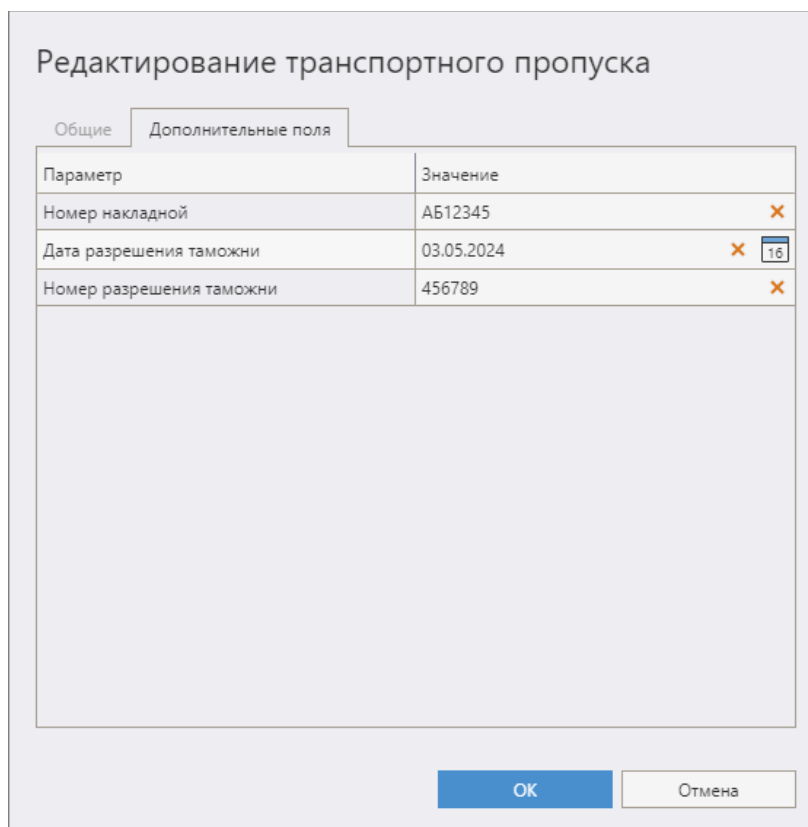 Редактирование транспортного пропуска
Общие Дополнительные поля
Параметр Значение
Номер накладной АБ12345
Дата разрешения таможни 03.05.2024 16
Номер разрешения таможни 456789
ОК Отмена